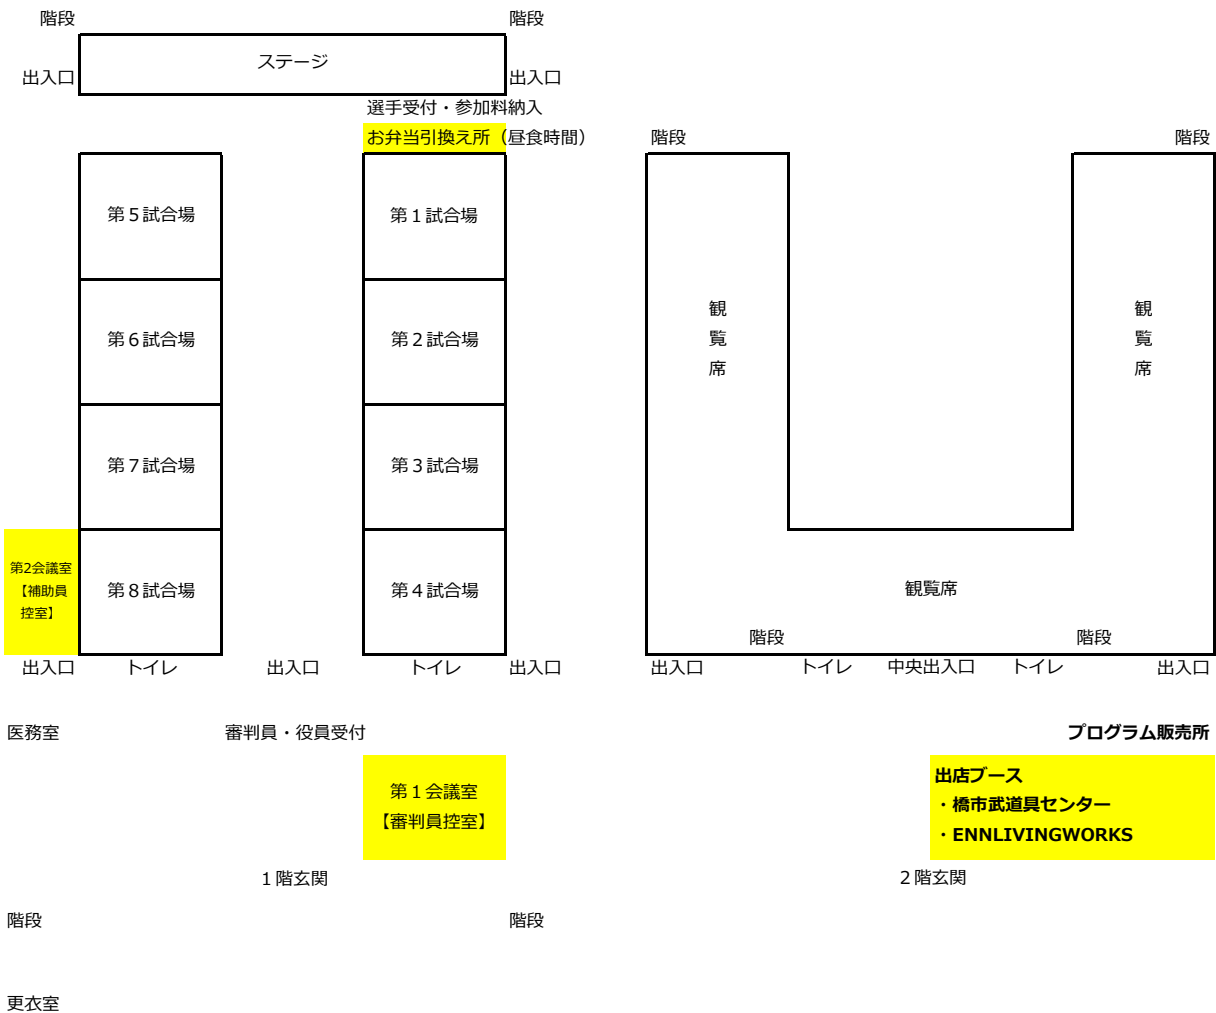 階段
階段
ステージ
出入口
出入口
選手受付・参加料納入
お弁当引換え所（昼食時間）
第５試合場
第１試合場
第６試合場
第２試合場
第７試合場
第３試合場
第2会議室
【補助員
控室】
第８試合場
第４試合場
出入口
トイレ
出入口
トイレ
出入口
医務室
審判員・役員受付
第１会議室
【審判員控室】
１階玄関
階段
階段
更衣室
階段
階段
観
覧
席
観
覧
席
観覧席
階段
階段
出入口
トイレ
中央出入口
トイレ
出入口
プログラム販売所
出店ブース
・橋市武道具センター
・ENNLIVINGWORKS
２階玄関